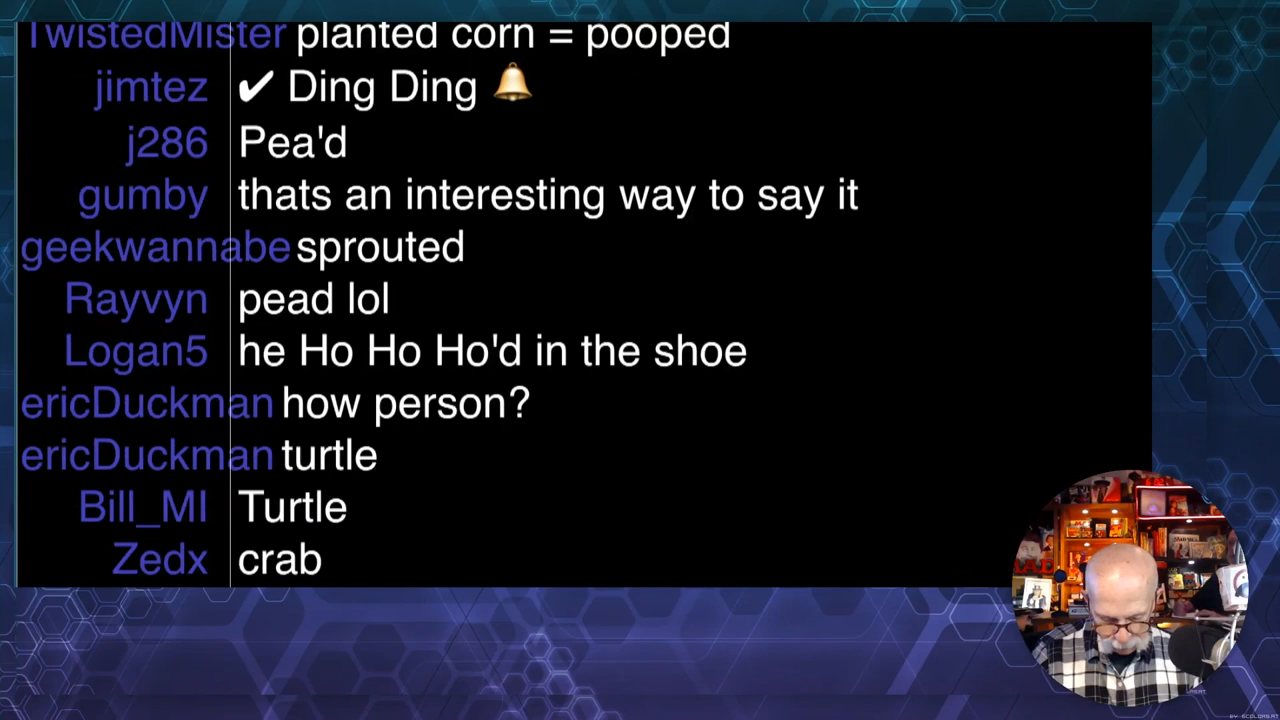 TwistedMister planted corn = pooped
jimtez ✔ Ding Ding 🔔
j286 Pea'd
gumby thats an interesting way to say it
geekwannabe sprouted
Rayvyn pead lol
Logan5 he Ho Ho Ho'd in the shoe
ericDuckman how person?
ericDuckman turtle
Bill_MI Turtle
Zedx crab